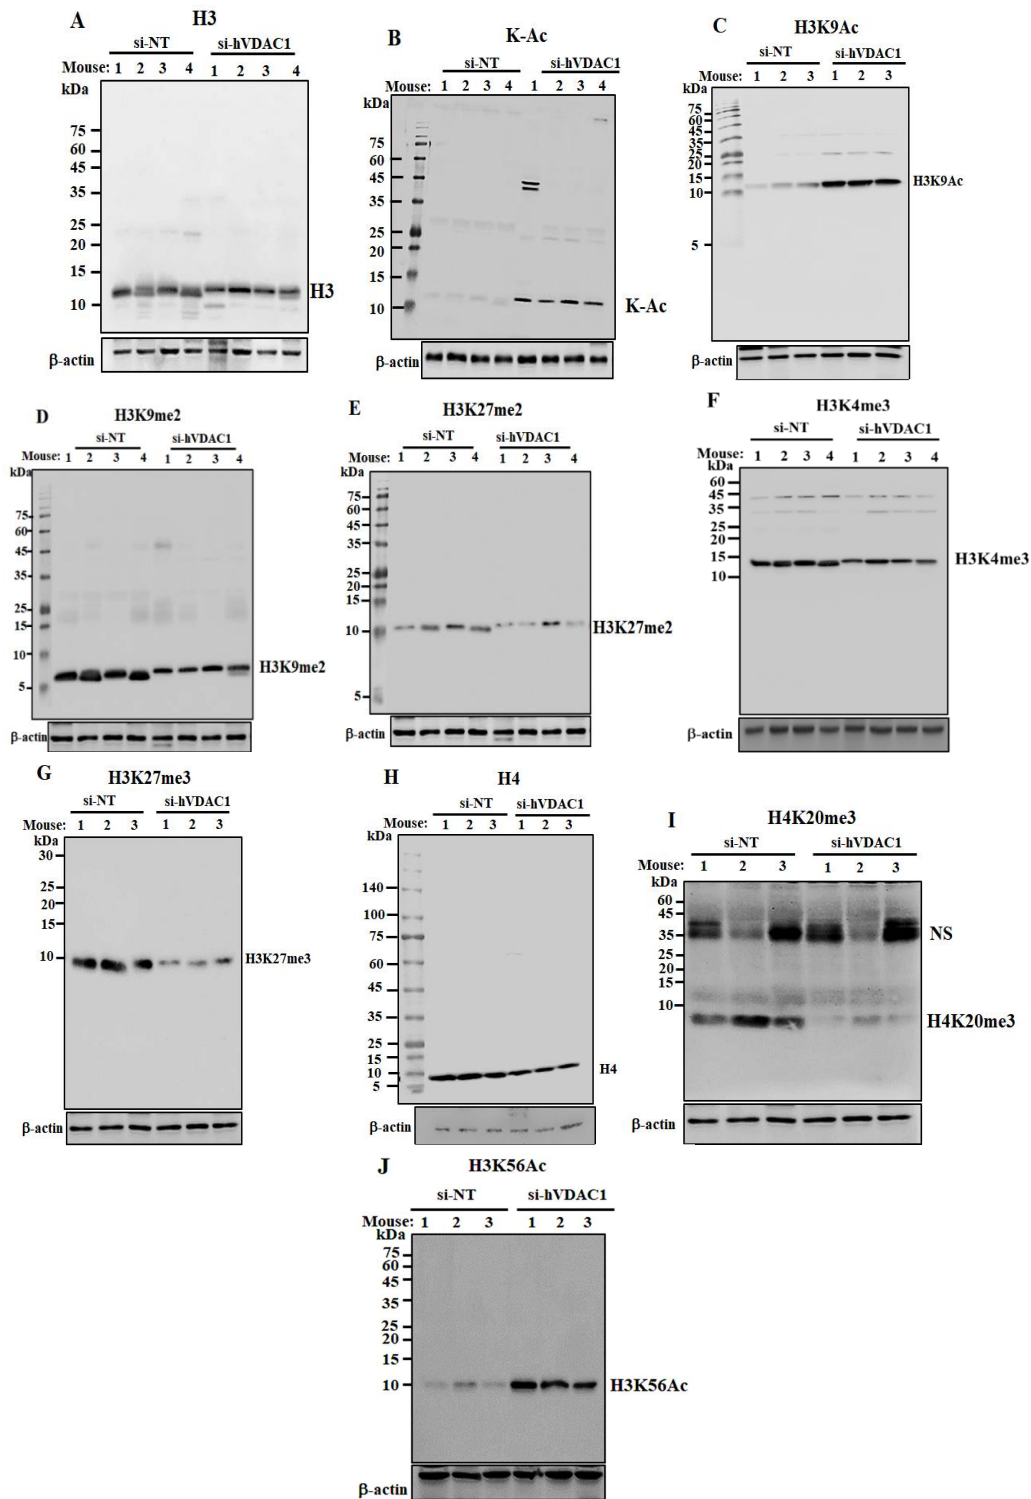 A
H3
si-NT si-hVDAC1
Mouse: 1 2 3 4 1 2 3 4
kDa
75
60
45
35
25
20
15
10
H3
β-actin
B
K-Ac
si-NT si-hVDAC1
Mouse: 1 2 3 4 1 2 3 4
kDa
75
60
45
35
25
20
15
10
K-Ac
β-actin
C
H3K9Ac
si-NT si-hVDAC1
Mouse: 1 2 3 1 2 3
kDa
75
60
45
35
25
20
15
10
5
H3K9Ac
β-actin
D
H3K9me2
si-NT si-hVDAC1
Mouse: 1 2 3 4 1 2 3 4
kDa
75
60
45
35
25
15
10
5
H3K9me2
β-actin
E
H3K27me2
si-NT si-hVDAC1
Mouse: 1 2 3 4 1 2 3 4
kDa
75
60
45
35
25
20
15
10
5
H3K27me2
β-actin
F
H3K4me3
si-NT si-hVDAC1
Mouse: 1 2 3 4 1 2 3 4
kDa
60
45
35
25
20
15
10
H3K4me3
β-actin
G
H3K27me3
si-NT si-hVDAC1
Mouse: 1 2 3 1 2 3
kDa
30
25
20
15
10
H3K27me3
β-actin
H
H4
si-NT si-hVDAC1
Mouse: 1 2 3 1 2 3
kDa
140
100
75
60
45
35
25
15
10
5
H4
β-actin
I
H4K20me3
si-NT si-hVDAC1
Mouse: 1 2 3 1 2 3
kDa
60
45
35
25
20
15
10
NS
H4K20me3
β-actin
J
H3K56Ac
si-NT si-hVDAC1
Mouse: 1 2 3 1 2 3
kDa
75
60
45
35
25
20
15
10
H3K56Ac
β-actin